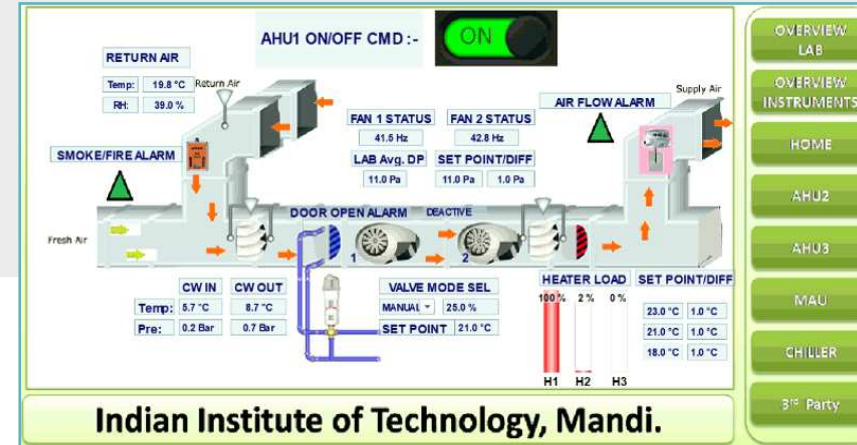 AHU1 ON/OFF CMD :-
ON
RETURN AIR
Temp: 19.8 °C
RH: 39.0 %
Return Air
Supply Air
AIR FLOW ALARM
FAN 1 STATUS
41.5 Hz
FAN 2 STATUS
42.8 Hz
LAB Avg. DP
11.0 Pa
SET POINT/DIFF
11.0 Pa 1.0 Pa
SMOKE/FIRE ALARM
DOOR OPEN ALARM DEACTIVE
Fresh Air
1
2
CW IN CW OUT
Temp: 5.7 °C 8.7 °C
Pre: 0.2 Bar 0.7 Bar
VALVE MODE SEL
MANUAL 25.0 %
SET POINT 21.0 °C
HEATER LOAD
100 % 2 % 0 %
H1 H2 H3
SET POINT/DIFF
23.0 °C 1.0 °C
21.0 °C 1.0 °C
18.0 °C 1.0 °C
OVERVIEW
LAB
OVERVIEW
INSTRUMENTS
HOME
AHU2
AHU3
MAU
CHILLER
3rd Party
Indian Institute of Technology, Mandi.